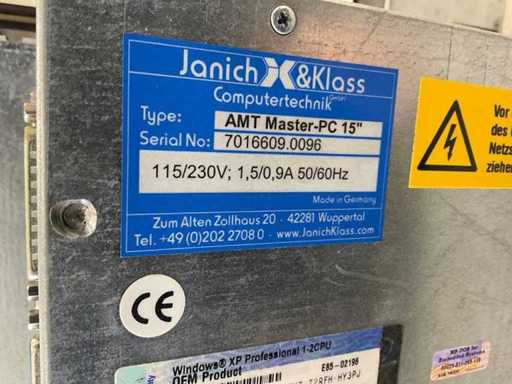 Janich & Klass
Computertechnik GmbH
Type: AMT Master-PC 15"
Serial No: 7016609.0096
115/230V; 1,5/0,9A 50/60Hz
Made in Germany
Zum Alten Zollhaus 20 · 42281 Wuppertal
Tel. +49 (0)202 2708 0 · www.JanichKlass.com
Vor
des
Netzs
ziehen
CE
Windows® XP Professional 1-2CPU
OEM Product
E85-02196